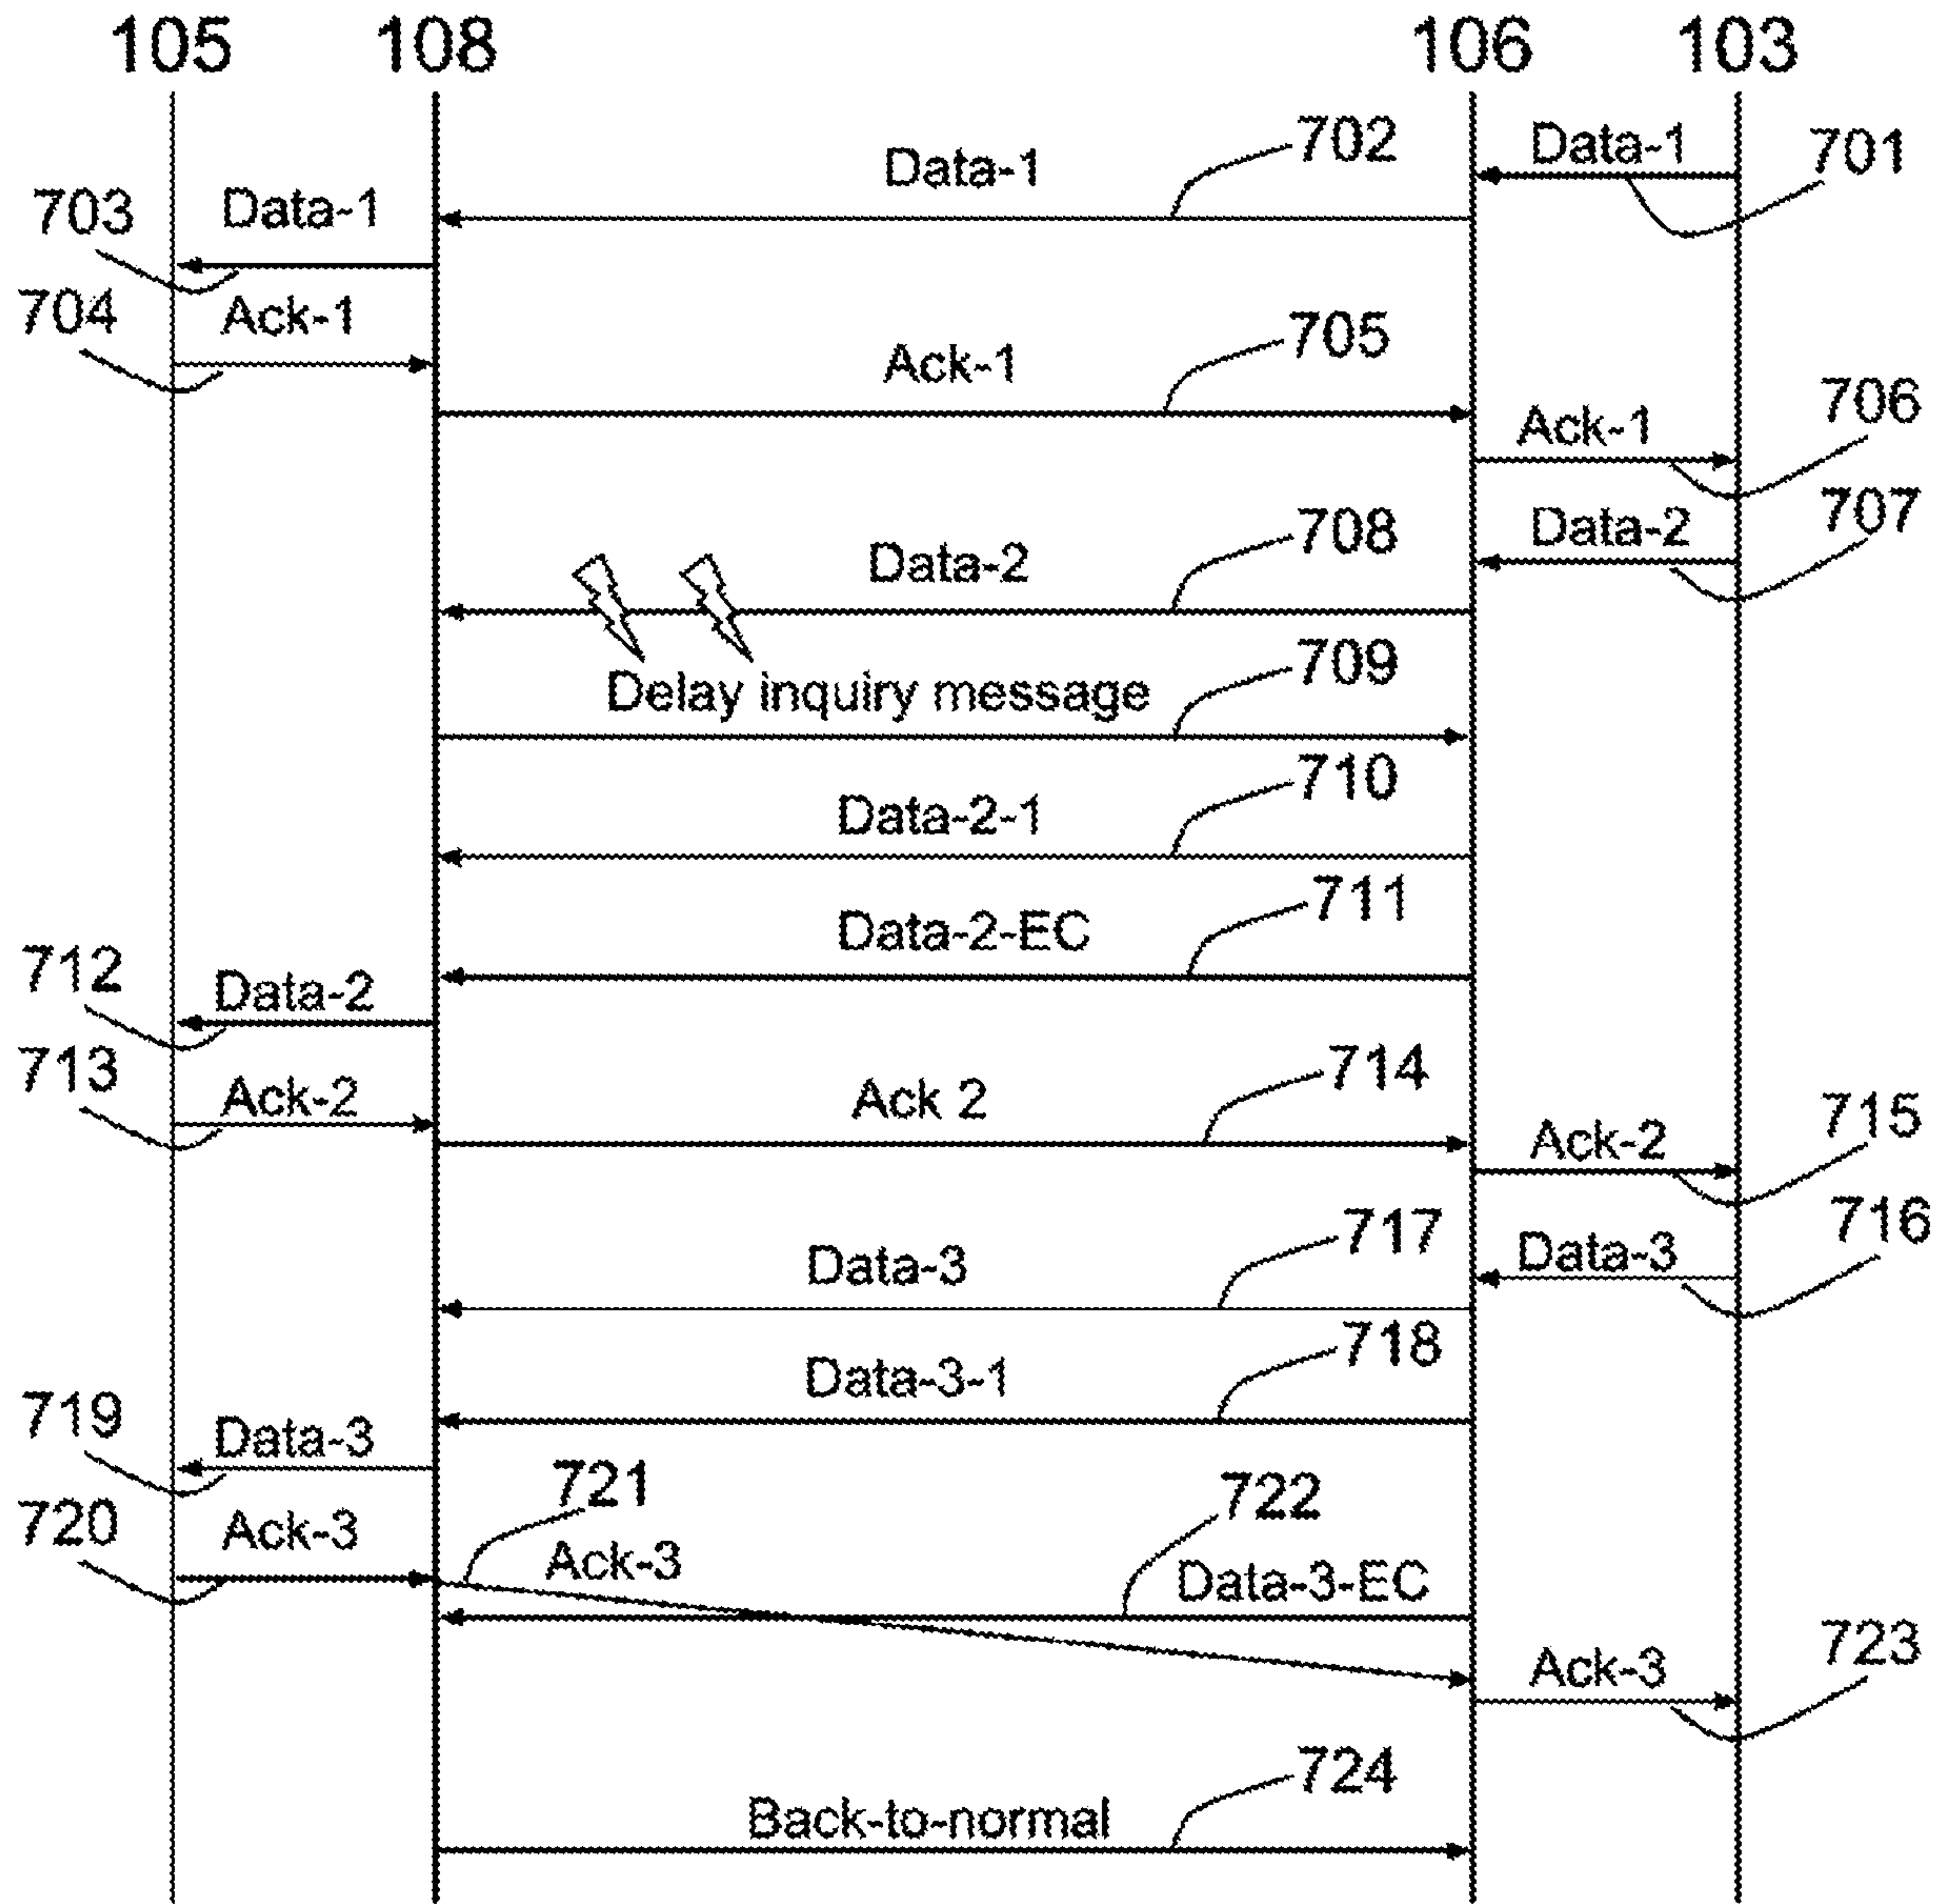 105 108 106 103
702 Data-1 701
Data-1
703 Data-1
704 Ack-1 705
Ack-1 706
Ack-1
707
708 Data-2
Data-2
709
Delay inquiry message
710
Data-2-1
711
Data-2-EC
712
Data-2
713 714
Ack-2 Ack 2 715
Ack-2
717 716
Data-3 Data-3
718
Data-3-1
719 Data-3
721 722
720 Ack-3 Ack-3 Data-3-EC
723
Ack-3
724
Back-to-normal